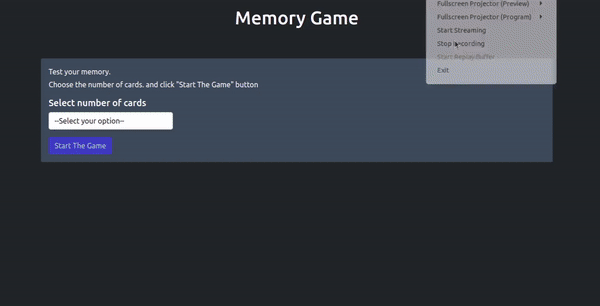 Memory Game
Fullscreen Projector (Preview)
Fullscreen Projector (Program)
Start Streaming
Stop Recording
Start Replay Buffer
Exit
Test your memory.
Choose the number of cards. and click "Start The Game" button
Select number of cards
--Select your option--
Start The Game